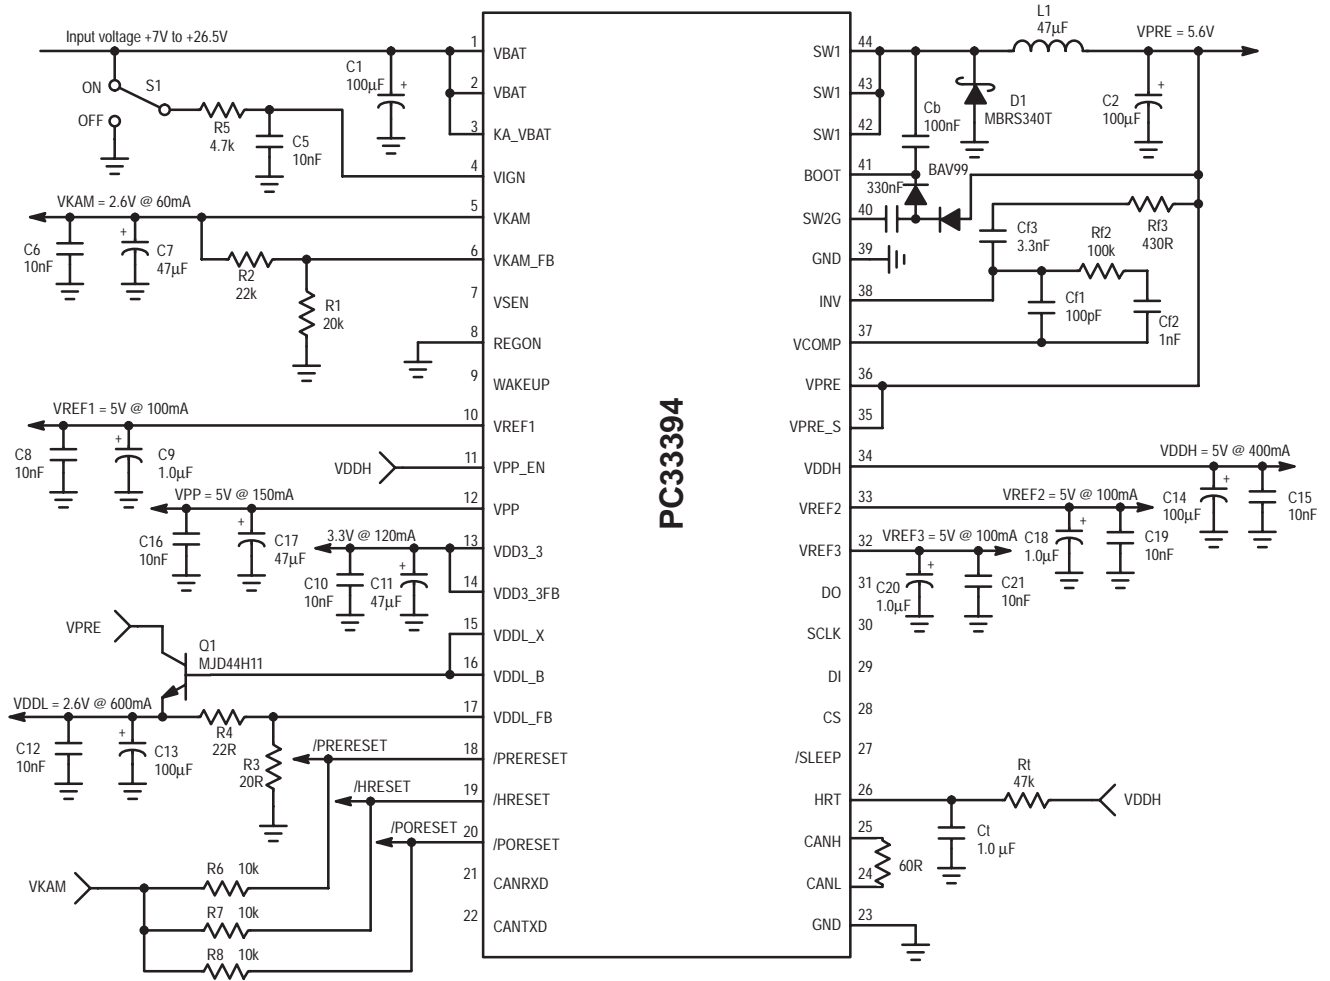 Input voltage +7V to +26.5V
ON
OFF
S1
R5
4.7k
C5
10nF
C1
100μF
+
VKAM = 2.6V @ 60mA
C6
10nF
+
C7
47μF
R2
22k
R1
20k
VREF1 = 5V @ 100mA
C8
10nF
+
C9
1.0μF
VDDH
VPP = 5V @ 150mA
C16
10nF
+
C17
47μF
3.3V @ 120mA
C10
10nF
+
C11
47μF
VPRE
Q1
MJD44H11
VDDL = 2.6V @ 600mA
C12
10nF
+
C13
100μF
R4
22R
R3
20R
/PRERESET
/HRESET
/PORESET
VKAM
R6 10k
R7 10k
R8 10k
1 VBAT
2 VBAT
3 KA_VBAT
4 VIGN
5 VKAM
6 VKAM_FB
7 VSEN
8 REGON
9 WAKEUP
10 VREF1
11 VPP_EN
12 VPP
13 VDD3_3
14 VDD3_3FB
15 VDDL_X
16 VDDL_B
17 VDDL_FB
18 /PRERESET
19 /HRESET
20 /PORESET
21 CANRXD
22 CANTXD
PC33394
SW1 44
SW1 43
SW1 42
BOOT 41
SW2G 40
GND 39
INV 38
VCOMP 37
VPRE 36
VPRE_S 35
VDDH 34
VREF2 33
VREF3 32
DO 31
SCLK 30
DI 29
CS 28
/SLEEP 27
HRT 26
CANH 25
CANL 24
GND 23
L1
47μF
VPRE = 5.6V
Cb
100nF
D1
MBRS340T
C2
100μF
+
BAV99
330nF
Cf3
3.3nF
Rf3
430R
Rf2
100k
Cf1
100pF
Cf2
1nF
VDDH = 5V @ 400mA
VREF2 = 5V @ 100mA
C14
100μF
+
C15
10nF
VREF3 = 5V @ 100mA
C18
1.0μF
+
C19
10nF
C20
1.0μF
+
C21
10nF
Rt
47k
VDDH
Ct
1.0 μF
60R